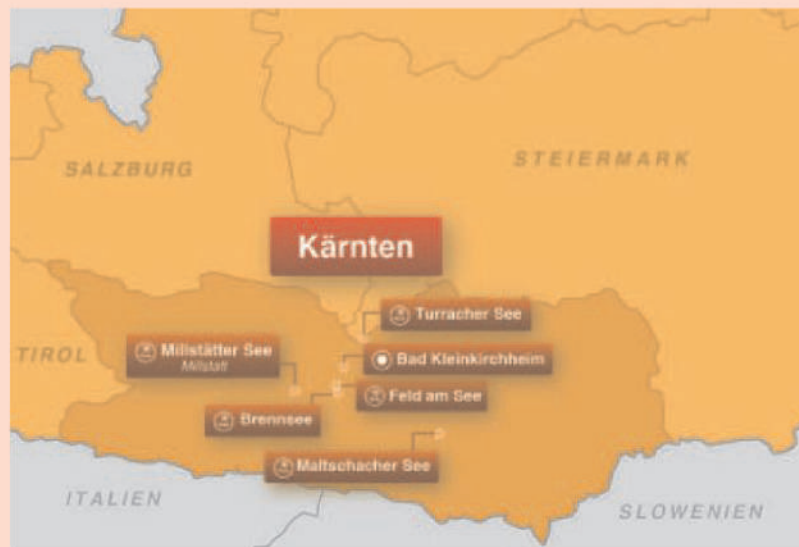 SALZBURG
STEIERMARK
Kärnten
Turracher See
TIROL
Millstätter See
Millstatt
Bad Kleinkirchheim
Feld am See
Brennsee
Maltschacher See
ITALIEN
SLOWENIEN